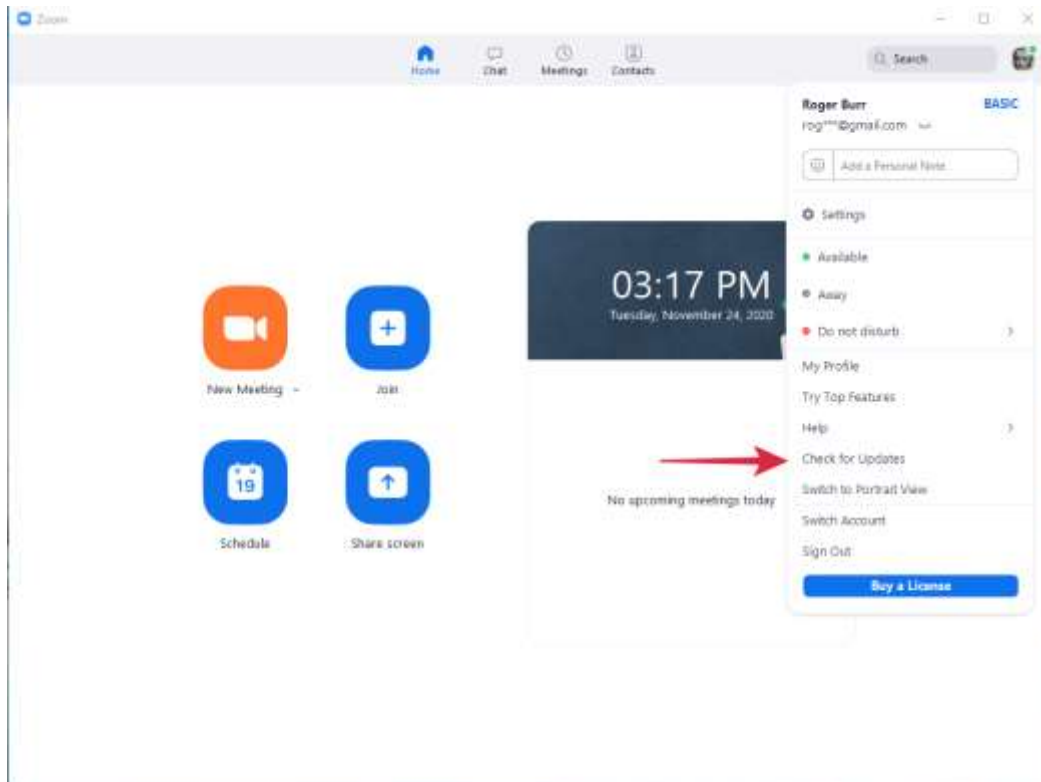 Zoom
Home
Chat
Meetings
Contacts
Search
Roger Burr
BASIC
rog***@gmail.com
Add a Personal Note
Settings
Available
03:17 PM
Tuesday, November 24, 2020
Away
Do not disturb
My Profile
New Meeting
Join
Try Top Features
Help
Check for Updates
19
No upcoming meetings today
Switch to Portrait View
Switch Account
Schedule
Share screen
Sign Out
Buy a License